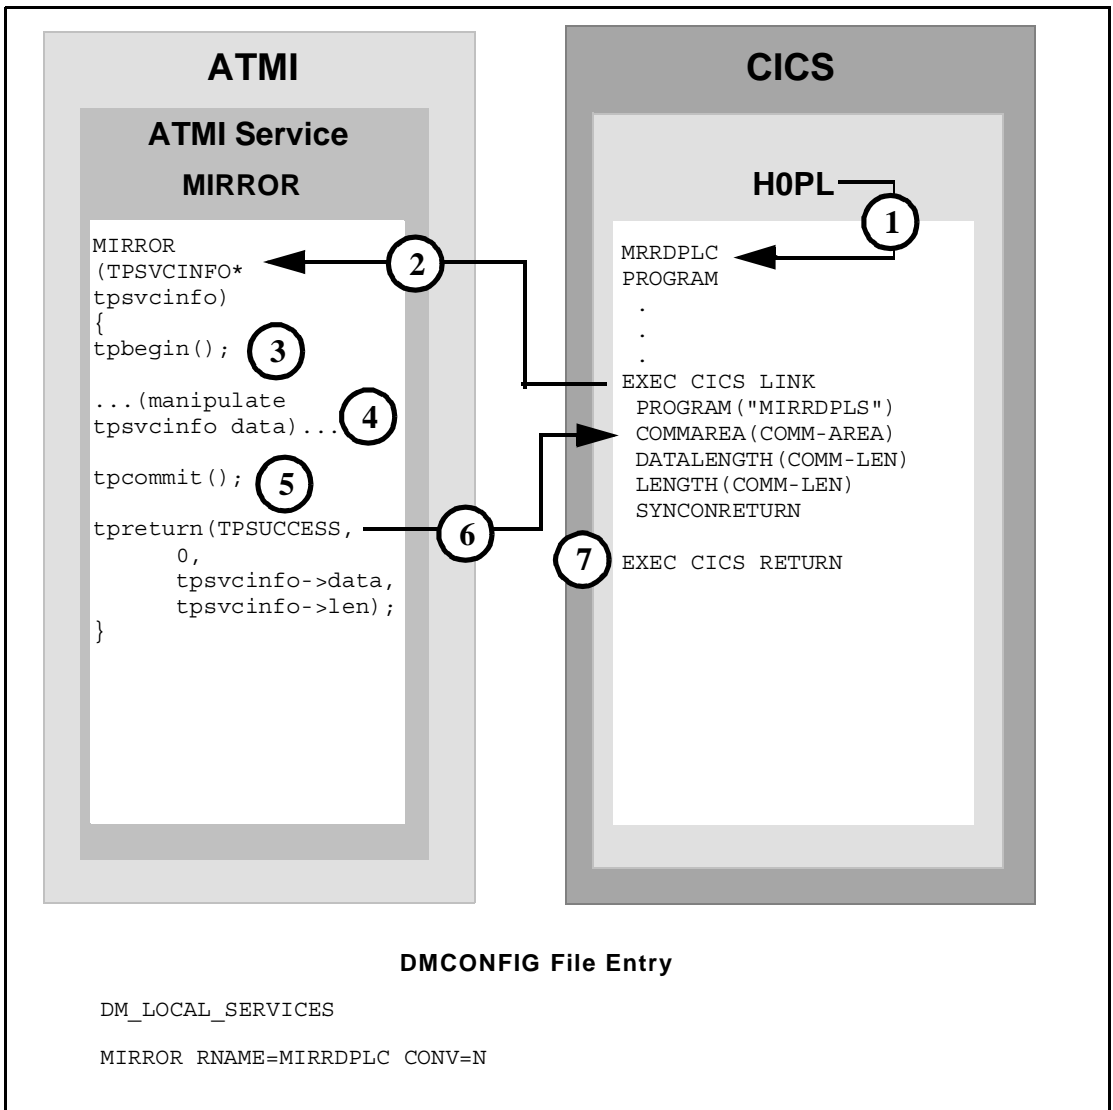 ATMI
ATMI Service
MIRROR
MIRROR
(TPSVCINFO*
tpsvcinfo)
{
tpbegin();
...(manipulate
tpsvcinfo data)...
tpcommit();
tpreturn(TPSUCCESS,
0,
tpsvcinfo->data,
tpsvcinfo->len);
}
2
3
4
5
6
CICS
H0PL
1
MRRDPLC
PROGRAM
.
.
.
EXEC CICS LINK
PROGRAM("MIRRDPLS")
COMMAREA(COMM-AREA)
DATALENGTH(COMM-LEN)
LENGTH(COMM-LEN)
SYNCONRETURN
7
EXEC CICS RETURN
DMCONFIG File Entry
DM_LOCAL_SERVICES
MIRROR RNAME=MIRRDPLC CONV=N